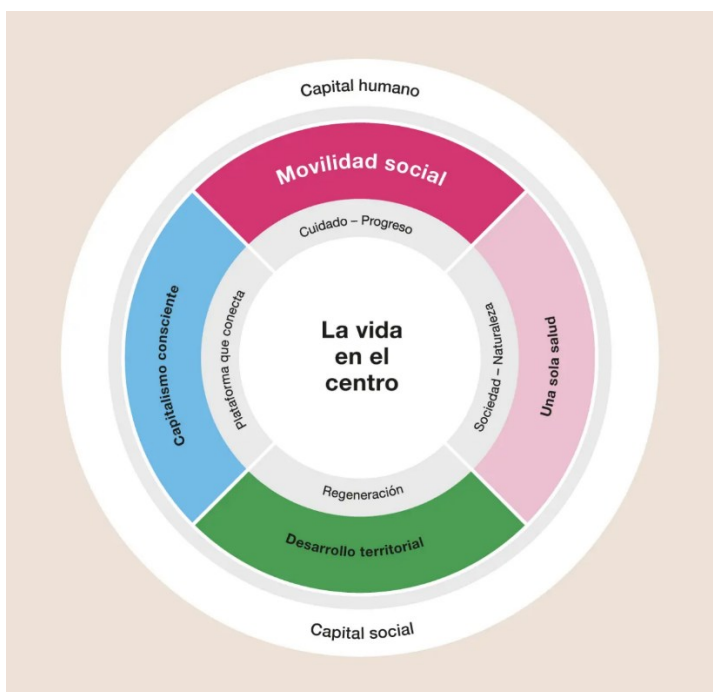 Capital humano
Movilidad social
Cuidado – Progreso
Capitalismo consciente
Plataforma que conecta
La vida
en el
centro
Sociedad – Naturaleza
Una sola salud
Regeneración
Desarrollo territorial
Capital social